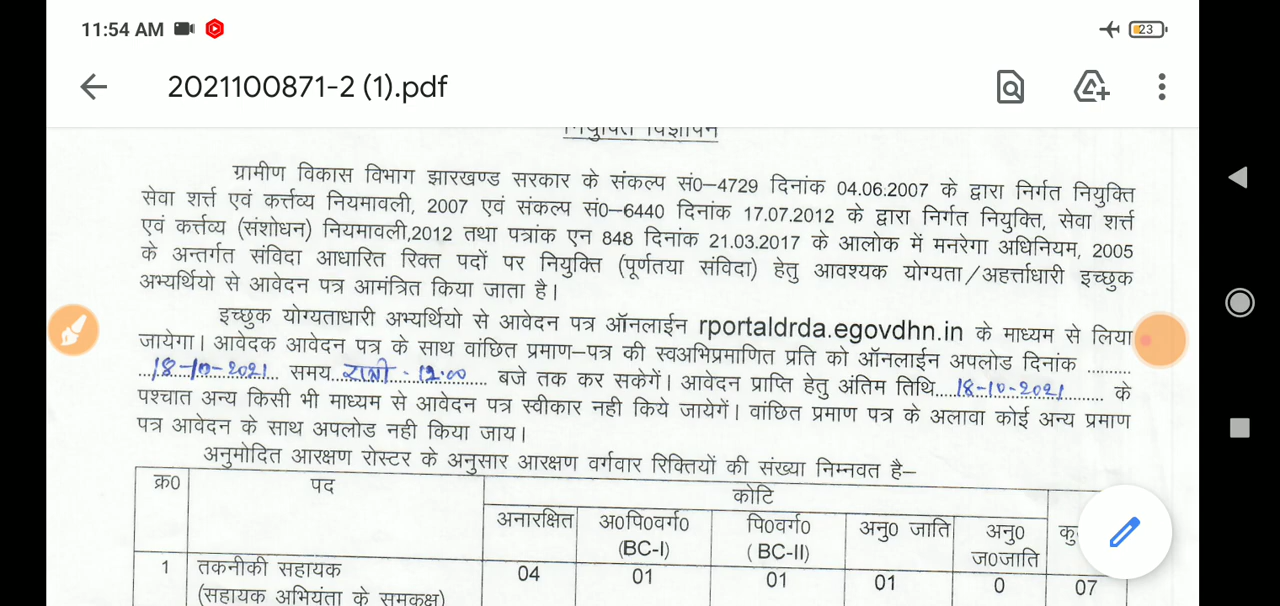 11:54 AM
23
2021100871-2 (1).pdf
नियुक्ति विज्ञापन
ग्रामीण विकास विभाग झारखण्ड सरकार के संकल्प सं0–4729 दिनांक 04.06.2007 के द्वारा निर्गत नियुक्ति
सेवा शर्त्त एवं कर्त्तव्य नियमावली, 2007 एवं संकल्प सं0–6440 दिनांक 17.07.2012 के द्वारा निर्गत नियुक्ति, सेवा शर्त्त
एवं कर्त्तव्य (संशोधन) नियमावली,2012 तथा पत्रांक एन 848 दिनांक 21.03.2017 के आलोक में मनरेगा अधिनियम, 2005
के अन्तर्गत संविदा आधारित रिक्त पदों पर नियुक्ति (पूर्णतया संविदा) हेतु आवश्यक योग्यता/अहर्त्ताधारी इच्छुक
अभ्यर्थियो से आवेदन पत्र आमंत्रित किया जाता है।
इच्छुक योग्यताधारी अभ्यर्थियो से आवेदन पत्र ऑनलाईन rportaldrda.egovdhn.in के माध्यम से लिया
जायेगा। आवेदक आवेदन पत्र के साथ वांछित प्रमाण–पत्र की स्वअभिप्रमाणित प्रति को ऑनलाईन अपलोड दिनांक ..........
18-10-2021 समय रात्री - 12.00 बजे तक कर सकेगें। आवेदन प्राप्ति हेतु अंतिम तिथि 18-10-2021 के
पश्चात अन्य किसी भी माध्यम से आवेदन पत्र स्वीकार नही किये जायेगें। वांछित प्रमाण पत्र के अलावा कोई अन्य प्रमाण
पत्र आवेदन के साथ अपलोड नही किया जाय।
अनुमोदित आरक्षण रोस्टर के अनुसार आरक्षण वर्गवार रिक्तियों की संख्या निम्नवत है–
क्र0 पद कोटि
अनारक्षित अ0पि0वर्ग0 (BC-I) पि0वर्ग0 (BC-II) अनु0 जाति अनु0 ज0जाति
1 तकनीकी सहायक 04 01 01 01 0 07
(सहायक अभियंता के समकक्ष)